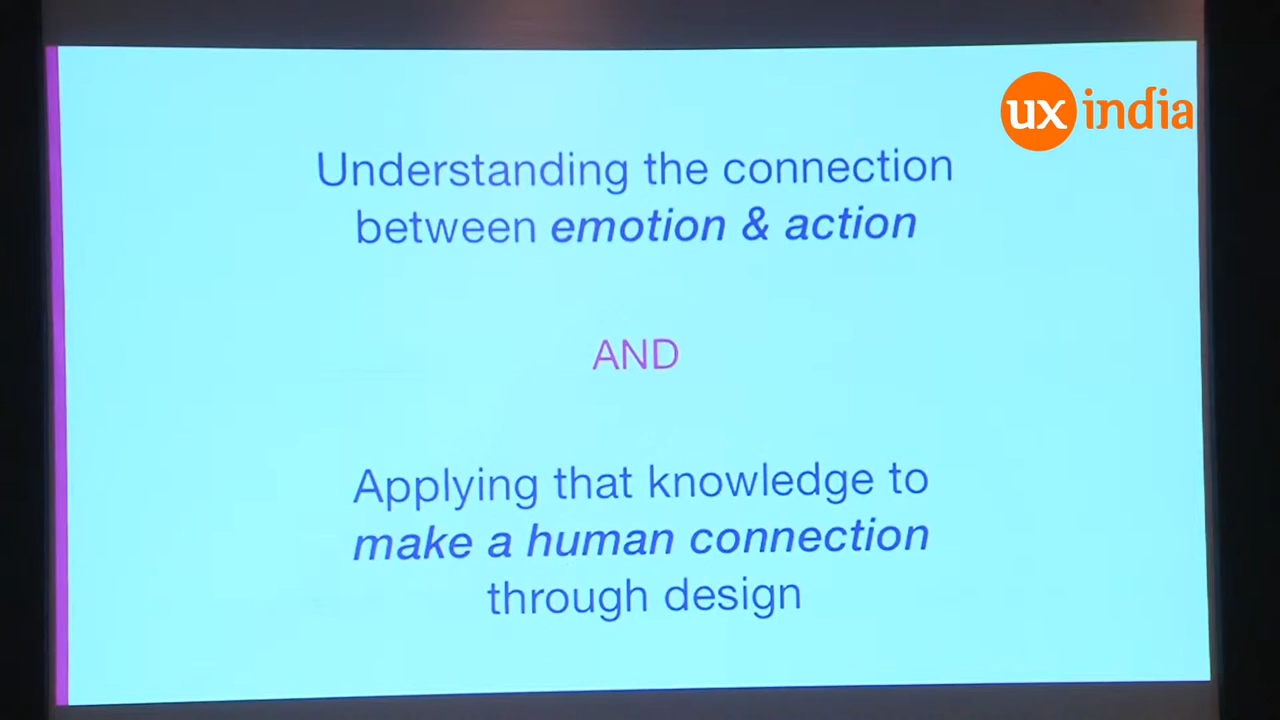 ux india
Understanding the connection
between emotion & action
AND
Applying that knowledge to
make a human connection
through design